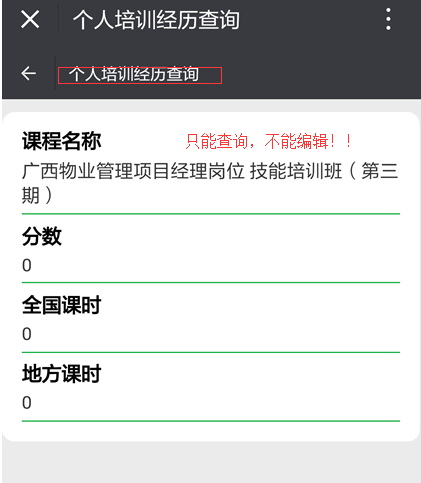 个人培训经历查询
个人培训经历查询
课程名称
只能查询，不能编辑！！
广西物业管理项目经理岗位 技能培训班（第三
期）
分数
0
全国课时
0
地方课时
0